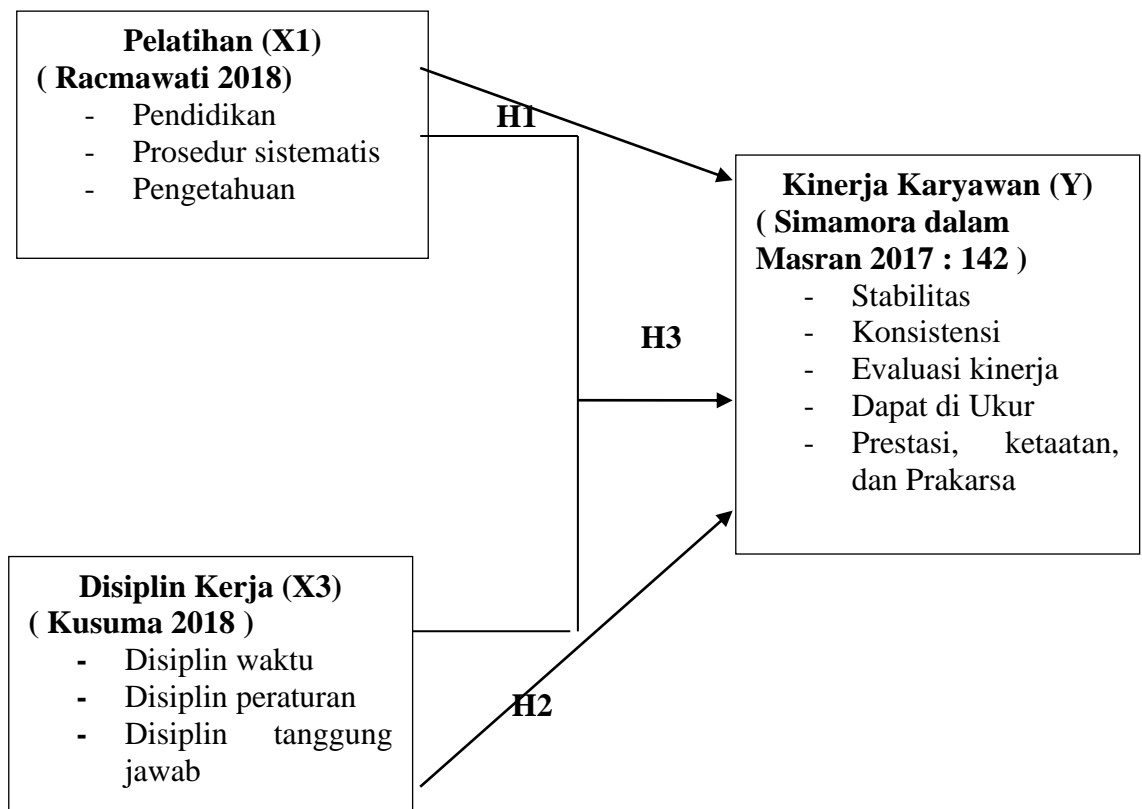 Pelatihan (X1)
( Racmawati 2018)
- Pendidikan
- Prosedur sistematis
- Pengetahuan
H1
Kinerja Karyawan (Y)
( Simamora dalam
Masran 2017 : 142 )
- Stabilitas
- Konsistensi
- Evaluasi kinerja
- Dapat di Ukur
- Prestasi, ketaatan,
dan Prakarsa
H3
Disiplin Kerja (X3)
( Kusuma 2018 )
- Disiplin waktu
- Disiplin peraturan
- Disiplin tanggung
jawab
H2